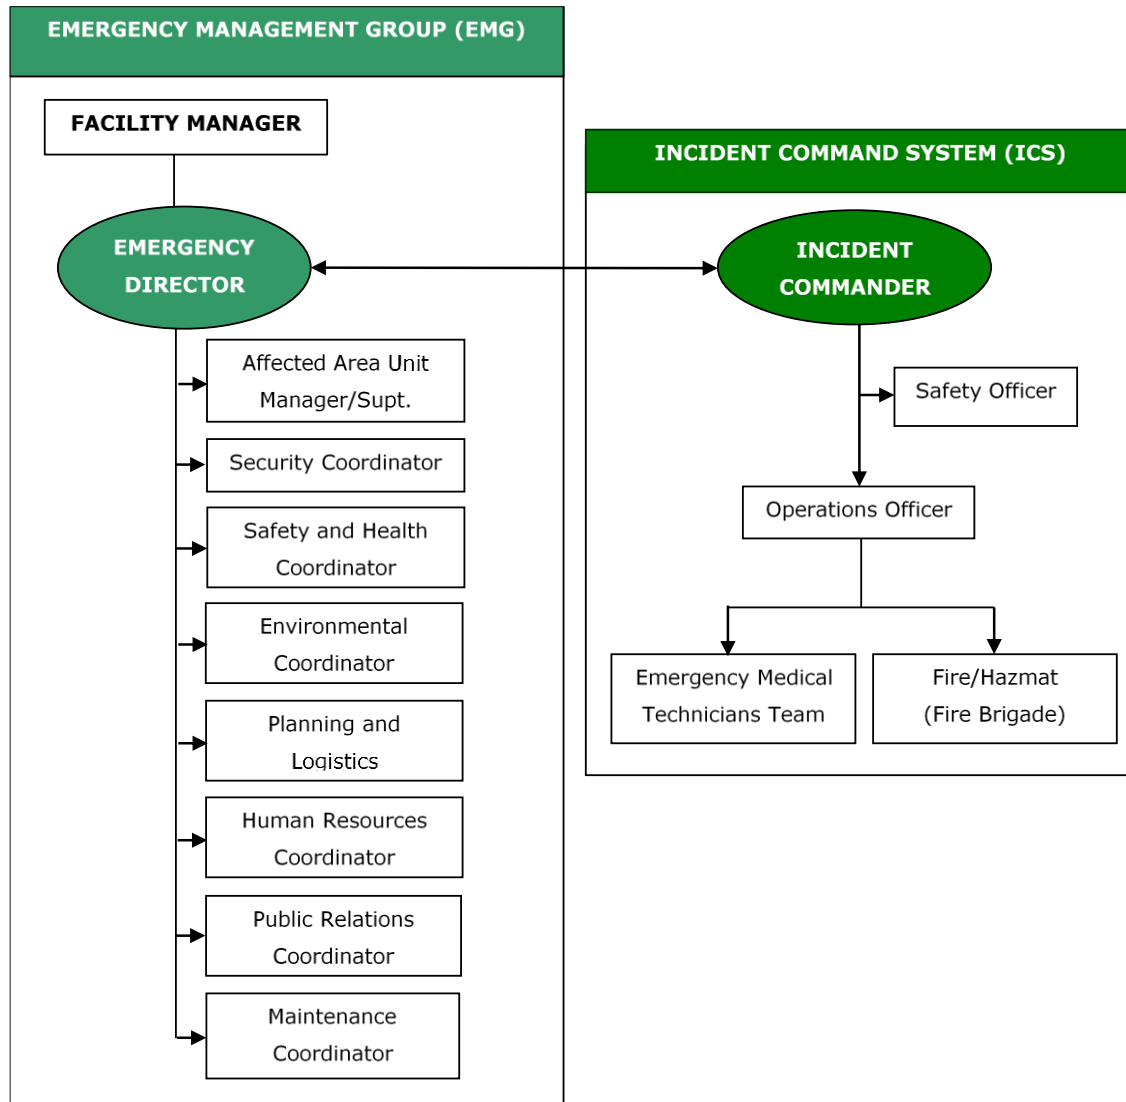 EMERGENCY MANAGEMENT GROUP (EMG)
FACILITY MANAGER
EMERGENCY
DIRECTOR
Affected Area Unit
Manager/Supt.
Security Coordinator
Safety and Health
Coordinator
Environmental
Coordinator
Planning and
Logistics
Human Resources
Coordinator
Public Relations
Coordinator
Maintenance
Coordinator
INCIDENT COMMAND SYSTEM (ICS)
INCIDENT
COMMANDER
Safety Officer
Operations Officer
Emergency Medical
Technicians Team
Fire/Hazmat
(Fire Brigade)